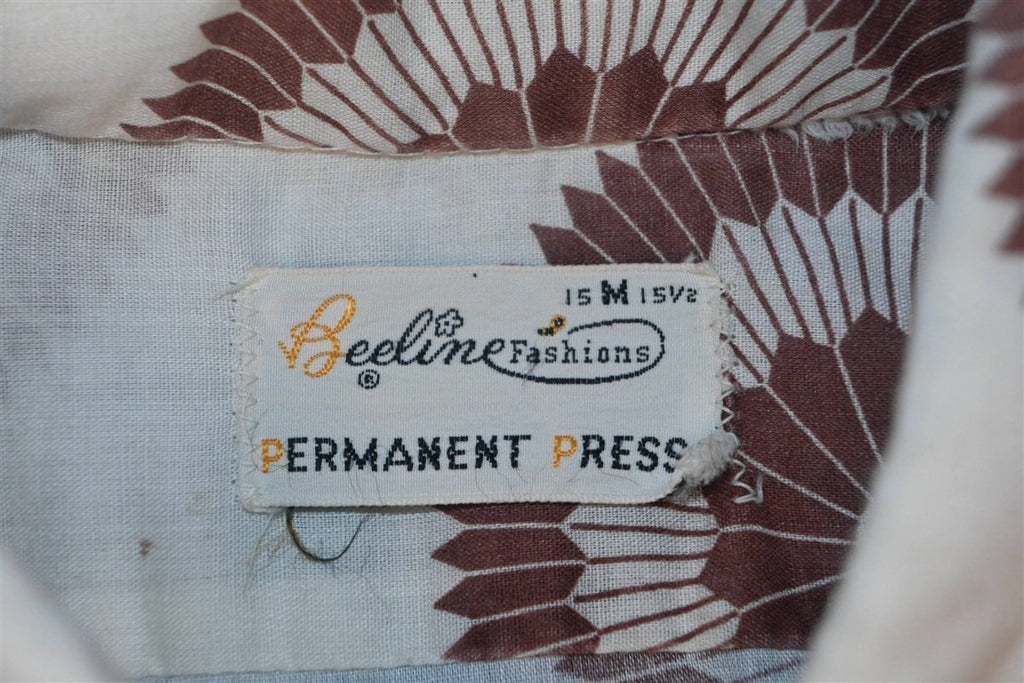 15 M 15½
Beeline Fashions
®
PERMANENT PRESS